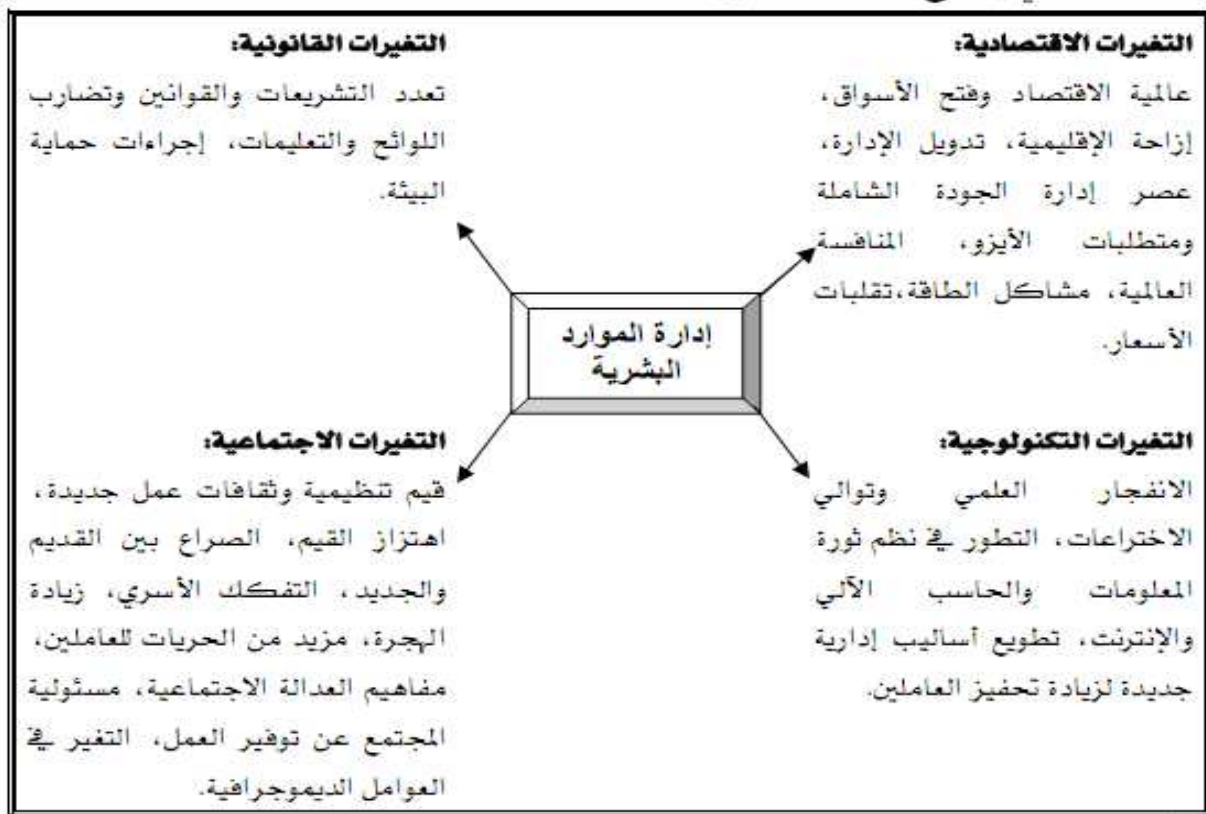 التغيرات الاقتصادية:
عالمية الاقتصاد وفتح الأسواق،
إزاحة الإقليمية، تدويل الإدارة،
عصر إدارة الجودة الشاملة
ومتطلبات الأيزو، المنافسة
العالمية، مشاكل الطاقة،تقلبات
الأسعار.
التغيرات القانونية:
تعدد التشريعات والقوانين وتضارب
اللوائح والتعليمات، إجراءات حماية
البيئة.
إدارة الموارد
البشرية
التغيرات التكنولوجية:
الانفجار العلمي وتوالي
الاختراعات، التطور في نظم ثورة
المعلومات والحاسب الآلي
والإنترنت، تطويع أساليب إدارية
جديدة لزيادة تحفيز العاملين.
التغيرات الاجتماعية:
قيم تنظيمية وثقافات عمل جديدة،
اهتزاز القيم، الصراع بين القديم
والجديد، التفكك الأسري، زيادة
الهجرة، مزيد من الحريات للعاملين،
مفاهيم العدالة الاجتماعية، مسئولية
المجتمع عن توفير العمل، التغير في
العوامل الديموجرافية.